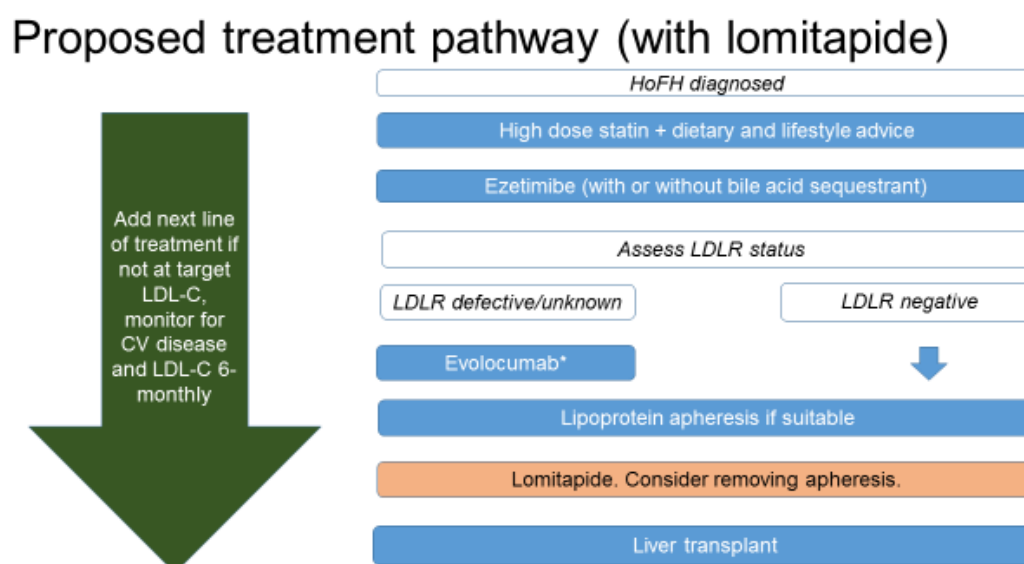 Proposed treatment pathway (with lomitapide)
HoFH diagnosed
High dose statin + dietary and lifestyle advice
Ezetimibe (with or without bile acid sequestrant)
Assess LDLR status
LDLR defective/unknown
LDLR negative
Evolocumab*
Lipoprotein apheresis if suitable
Lomitapide. Consider removing apheresis.
Liver transplant
Add next line
of treatment if
not at target
LDL-C,
monitor for
CV disease
and LDL-C 6-
monthly